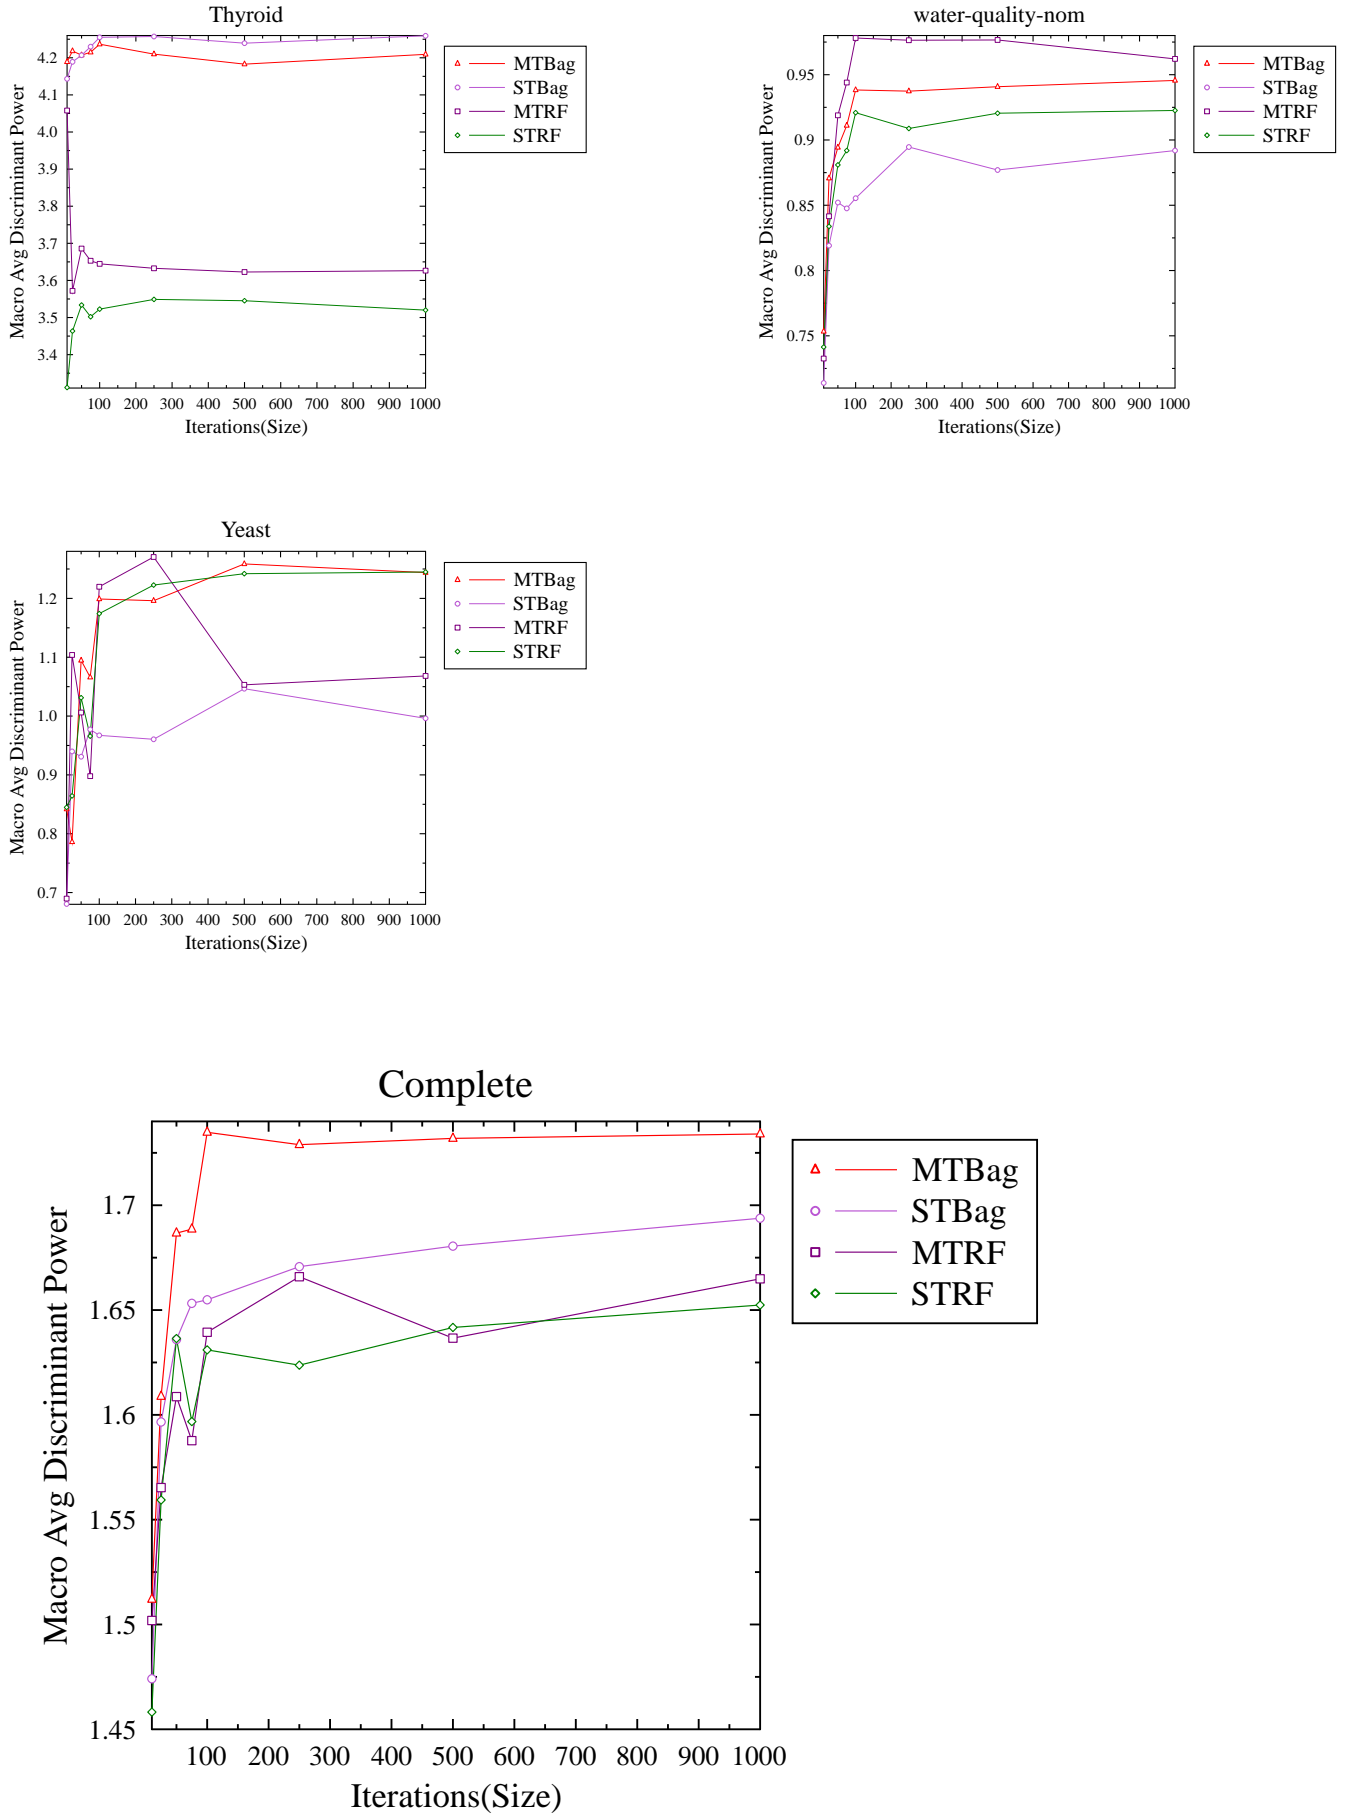 Thyroid
Macro Avg Discriminant Power
4.2
4.1
4.0
3.9
3.8
3.7
3.6
3.5
3.4
100 200 300 400 500 600 700 800 900 1000
Iterations(Size)
MTBag
STBag
MTRF
STRF
water-quality-nom
Macro Avg Discriminant Power
0.95
0.9
0.85
0.8
0.75
100 200 300 400 500 600 700 800 900 1000
Iterations(Size)
MTBag
STBag
MTRF
STRF
Yeast
Macro Avg Discriminant Power
1.2
1.1
1.0
0.9
0.8
0.7
100 200 300 400 500 600 700 800 900 1000
Iterations(Size)
MTBag
STBag
MTRF
STRF
Complete
Macro Avg Discriminant Power
1.7
1.65
1.6
1.55
1.5
1.45
100 200 300 400 500 600 700 800 900 1000
Iterations(Size)
MTBag
STBag
MTRF
STRF